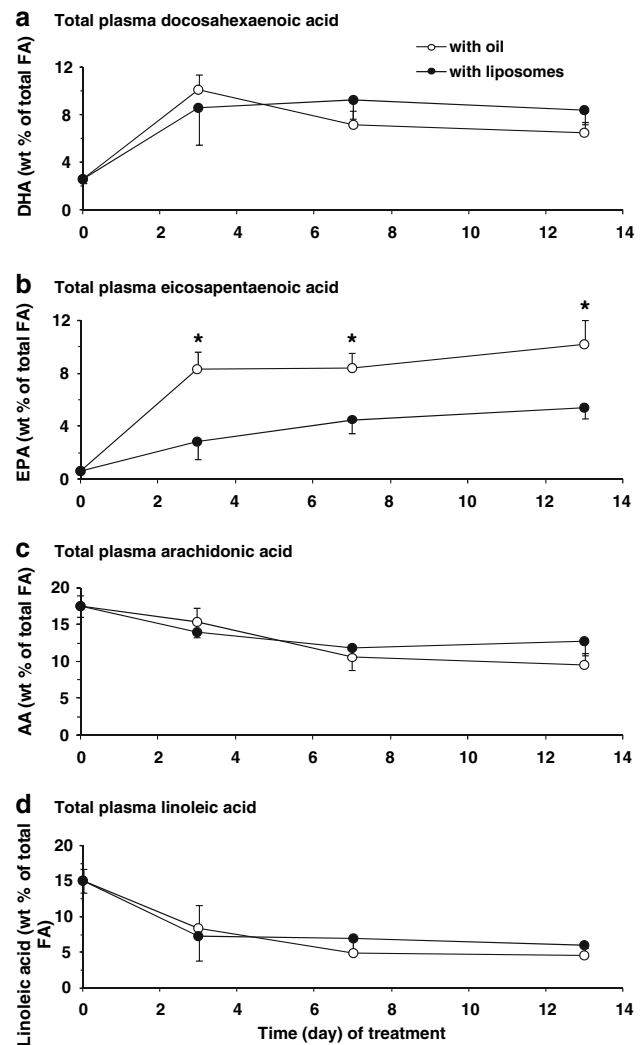 a Total plasma docosahexaenoic acid
with oil
with liposomes
DHA (wt % of total FA)
12
8
4
0
0 2 4 6 8 10 12 14
b Total plasma eicosapentaenoic acid
EPA (wt % of total FA)
12
8
4
0
* * *
0 2 4 6 8 10 12 14
c Total plasma arachidonic acid
AA (wt % of total FA)
20
15
10
5
0
0 2 4 6 8 10 12 14
d Total plasma linoleic acid
Linoleic acid (wt % of total
FA)
20
15
10
5
0
0 2 4 6 8 10 12 14
Time (day) of treatment